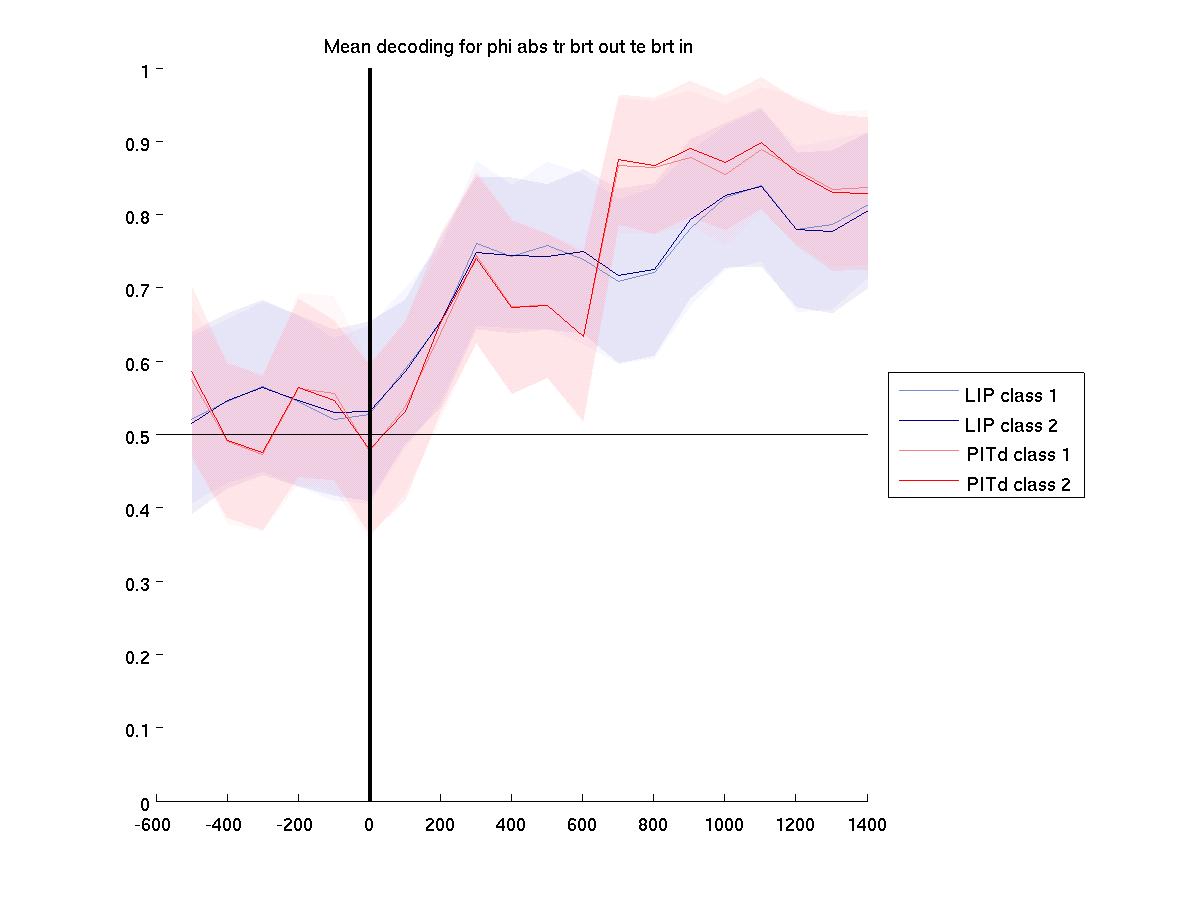 Mean decoding for phi abs tr brt out te brt in
1
0.9
0.8
0.7
0.6
0.5
0.4
0.3
0.2
0.1
0
-600 -400 -200 0 200 400 600 800 1000 1200 1400
LIP class 1
LIP class 2
PITd class 1
PITd class 2